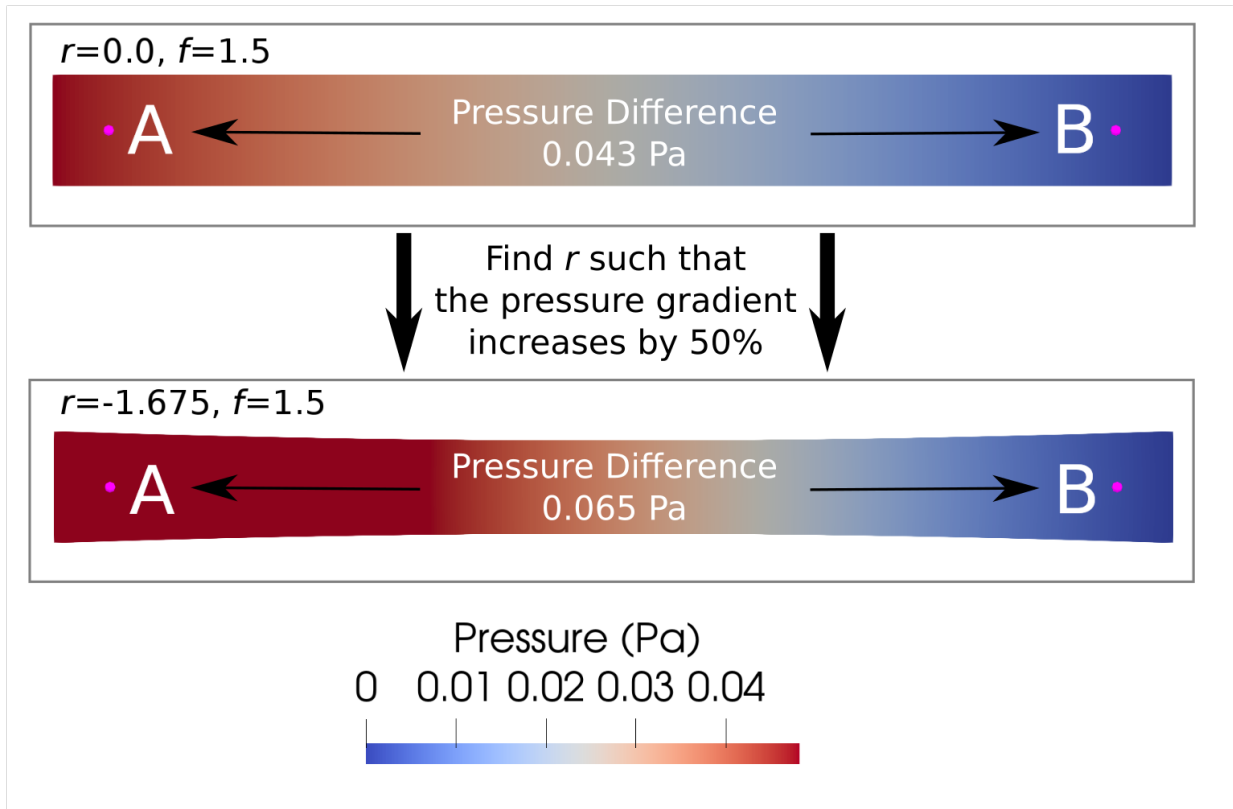 r=0.0, f=1.5
A
Pressure Difference
0.043 Pa
B
Find r such that
the pressure gradient
increases by 50%
r=-1.675, f=1.5
A
Pressure Difference
0.065 Pa
B
Pressure (Pa)
0 0.01 0.02 0.03 0.04